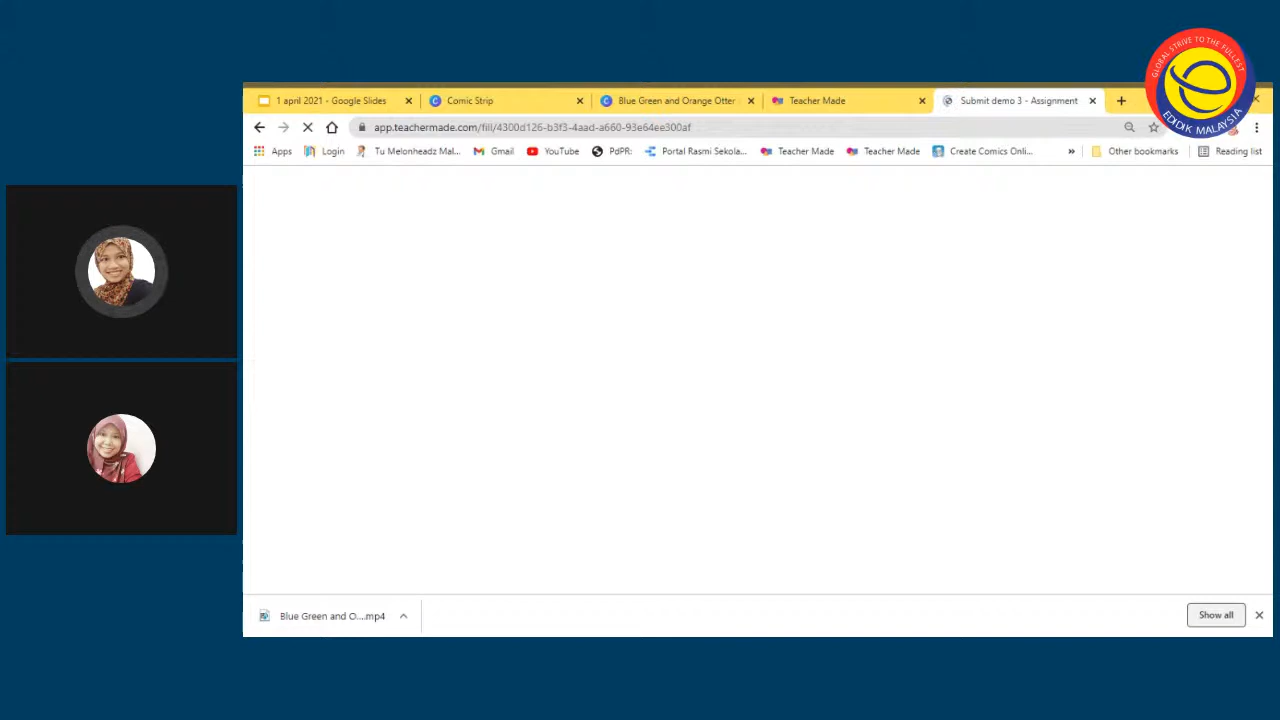 GLOBAL STRIVE TO THE FULLEST
EDIDIK MALAYSIA
1 april 2021 - Google Slides
Comic Strip
Blue Green and Orange Otter
Teacher Made
Submit demo 3 - Assignment
app.teachermade.com/fill/4300d126-b3f3-4aad-a660-93e64ee300af
Apps
Login
Tu Melonheadz Mal...
Gmail
YouTube
PdPR:
Portal Rasmi Sekola...
Teacher Made
Teacher Made
Create Comics Onli...
»
Other bookmarks
Reading list
Blue Green and O....mp4
Show all